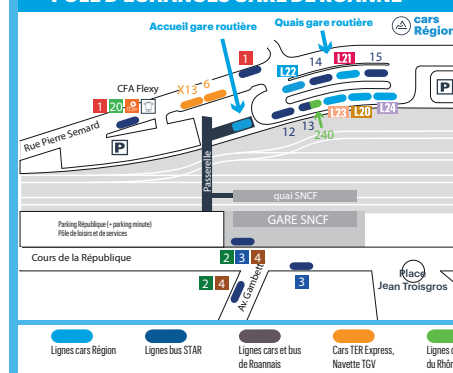 PÔLE D'ÉCHANGES GARE DE ROANNE
Accueil gare routière
Quais gare routière
cars
Région
1
14
L21
15
L22
X13
6
CFA Flexy
1
20
P
12
13
L23
L20
L24
240
Rue Pierre Semard
P
Passerelle
quai SNCF
GARE SNCF
Parking République (+ parking minute)
Pôle de loisirs et de services
Cours de la République
2
3
4
2
4
Av. Gambett
3
Place
Jean Troisgros
Lignes cars Région
Lignes bus STAR
Lignes cars et bus
de Roannais
Cars TER Express,
Navette TGV
Lignes
du Rhôn